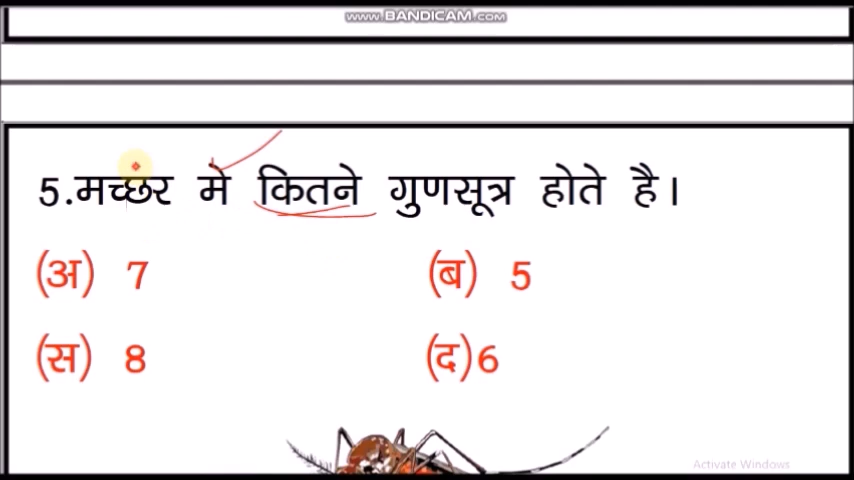 WWW.BANDICAM.COM
5.मच्छर मे कितने गुणसूत्र होते है।
(अ) 7 (ब) 5
(स) 8 (द)6
Activate Windows